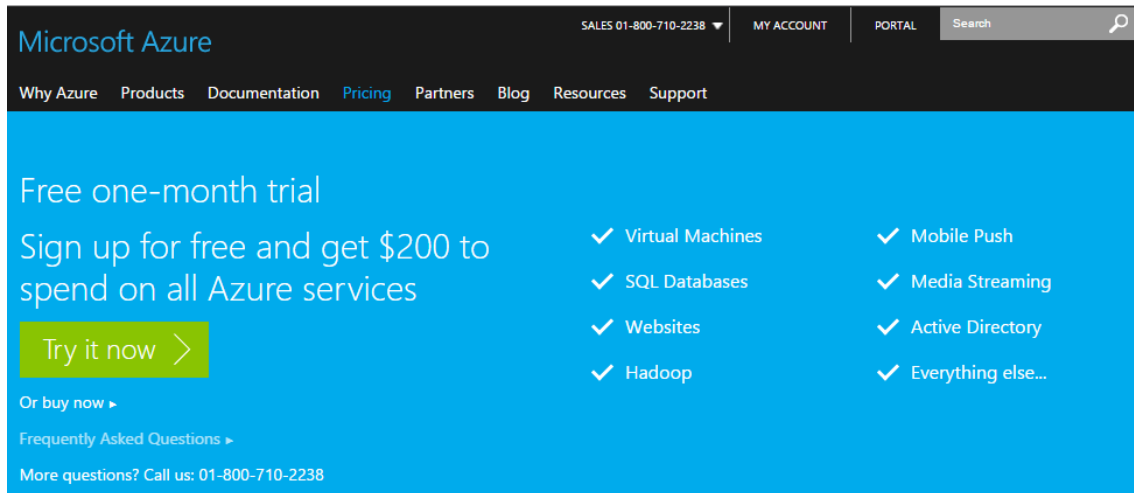 SALES 01-800-710-2238 ▼ MY ACCOUNT PORTAL Search
Microsoft Azure
Why Azure Products Documentation Pricing Partners Blog Resources Support
Free one-month trial
Sign up for free and get $200 to
spend on all Azure services
Try it now
Or buy now ▸
Frequently Asked Questions ▸
More questions? Call us: 01-800-710-2238
✓ Virtual Machines
✓ SQL Databases
✓ Websites
✓ Hadoop
✓ Mobile Push
✓ Media Streaming
✓ Active Directory
✓ Everything else...